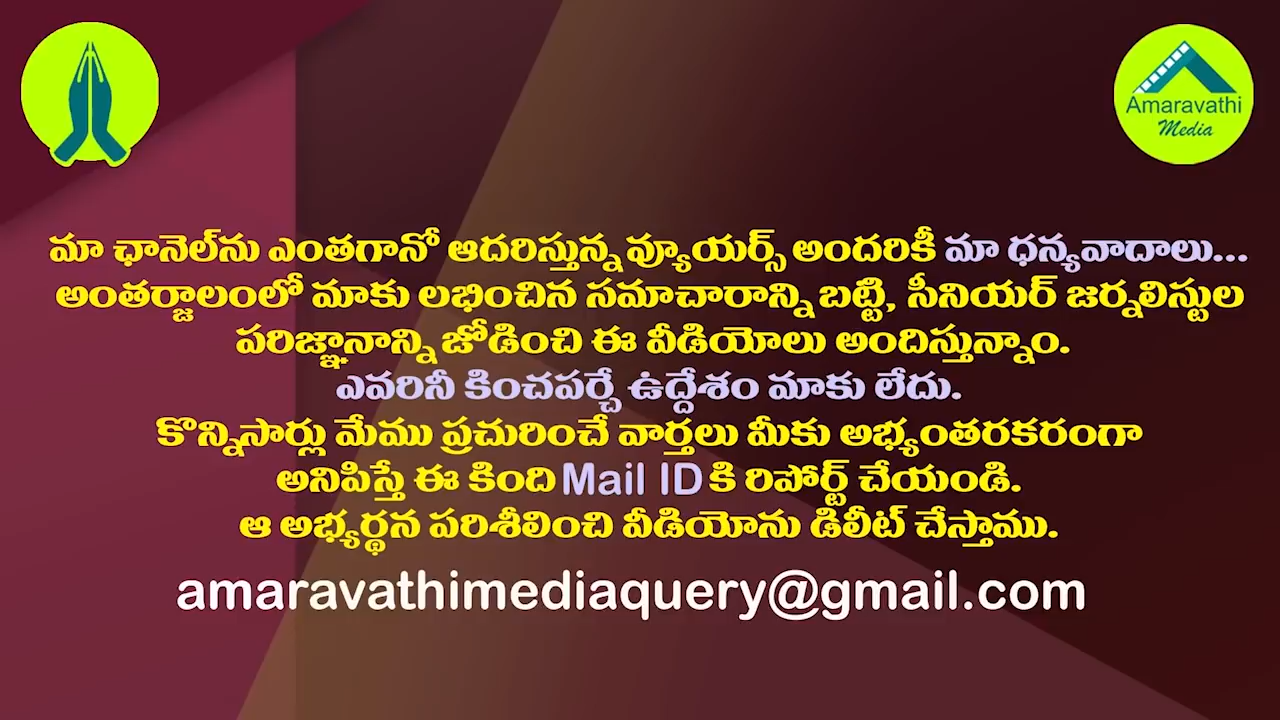 Amaravathi
Media
మా ఛానెల్‌ను ఎంతగానో ఆదరిస్తున్న వ్యూయర్స్ అందరికీ మా ధన్యవాదాలు...
అంతర్జాలంలో మాకు లభించిన సమాచారాన్ని బట్టి, సీనియర్ జర్నలిస్టుల
పరిజ్ఞానాన్ని జోడించి ఈ వీడియోలు అందిస్తున్నాం.
ఎవరినీ కించపర్చే ఉద్దేశం మాకు లేదు.
కొన్నిసార్లు మేము ప్రచురించే వార్తలు మీకు అభ్యంతరకరంగా
అనిపిస్తే ఈ కింది Mail ID కి రిపోర్ట్ చేయండి.
ఆ అభ్యర్థన పరిశీలించి వీడియోను డిలీట్ చేస్తాము.
amaravathimediaquery@gmail.com